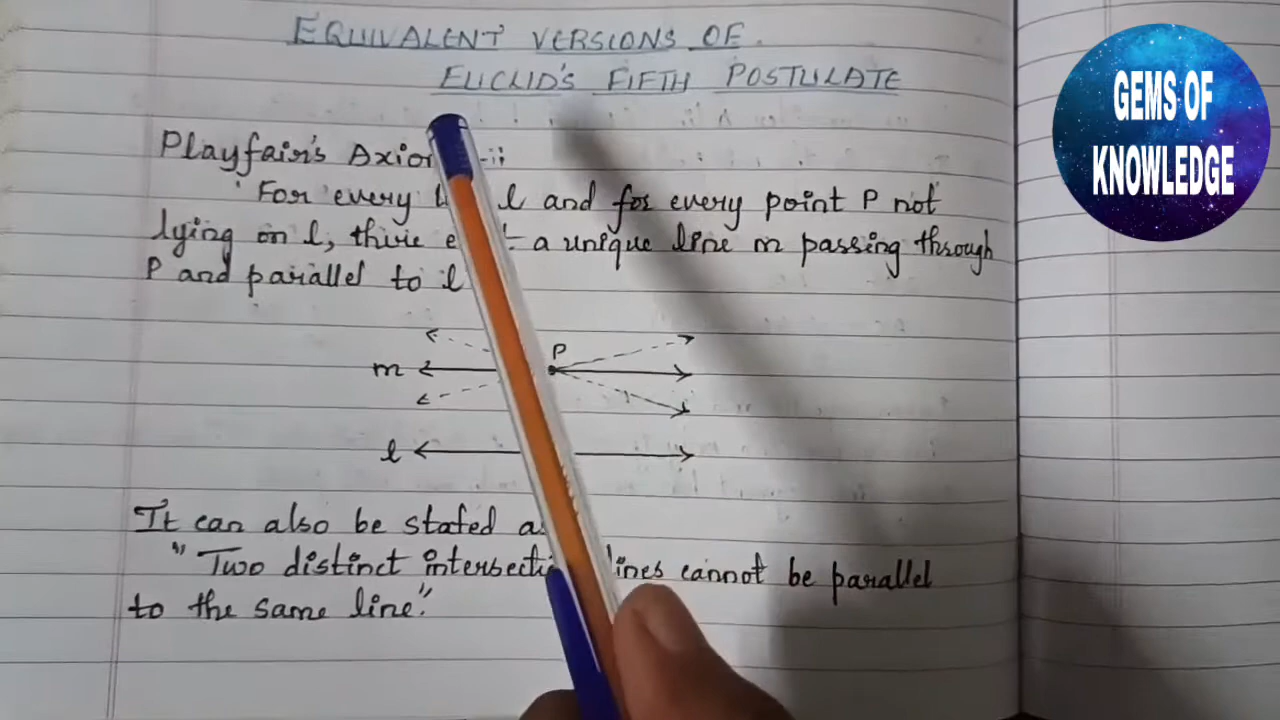 EQUIVALENT VERSIONS OF
EUCLID'S FIFTH POSTULATE
Playfair's
For every l and for every point P not
lying on l, there a unique line m passing through
P and parallel to l
P
m
l
It can also be stated
"Two distinct lines cannot be parallel
to the same line."
GEMS OF
KNOWLEDGE